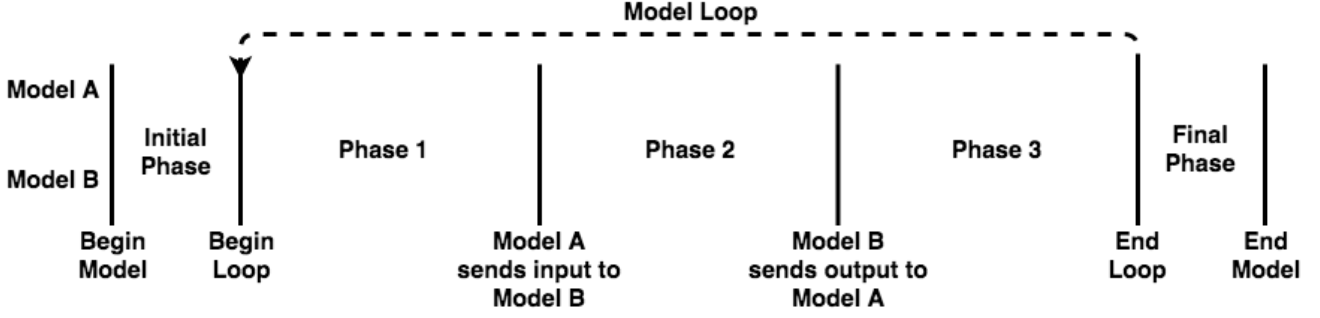 Model Loop
Model A
Model B
Initial
Phase
Phase 1
Phase 2
Phase 3
Final
Phase
Begin
Model
Begin
Loop
Model A
sends input to
Model B
Model B
sends output to
Model A
End
Loop
End
Model